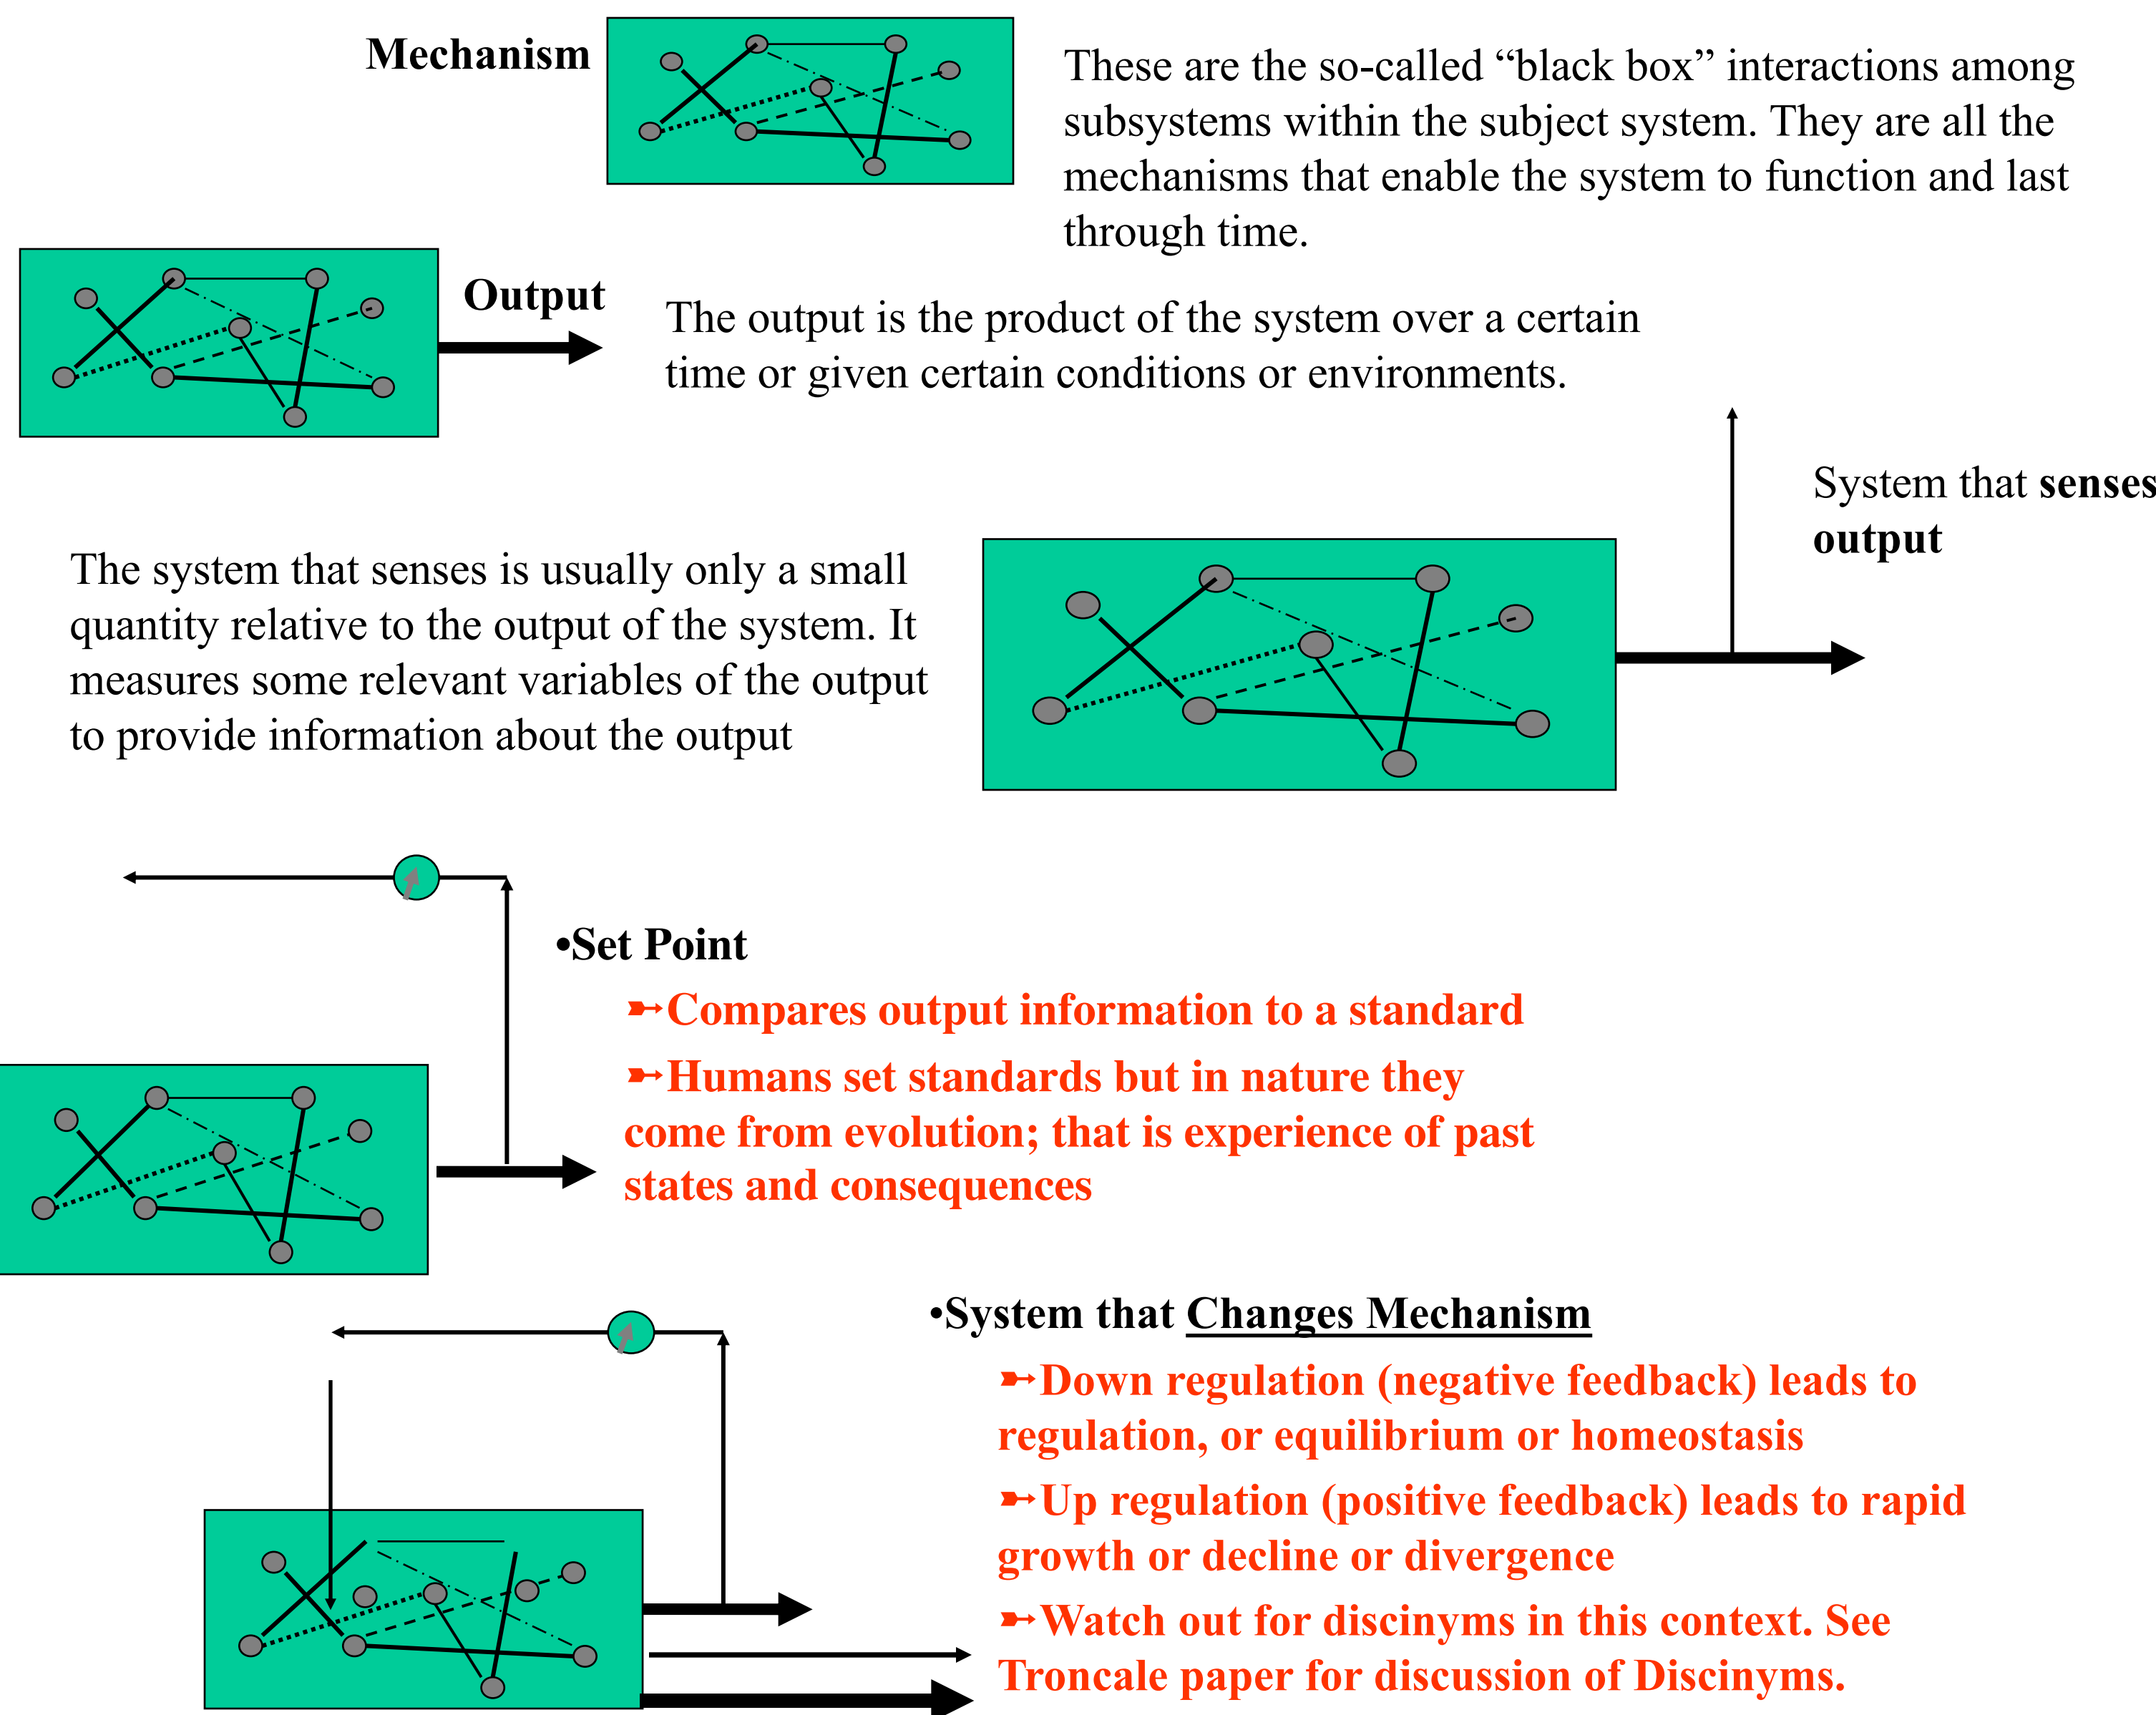 Mechanism
These are the so-called “black box” interactions among
subsystems within the subject system. They are all the
mechanisms that enable the system to function and last
through time.
Output
The output is the product of the system over a certain
time or given certain conditions or environments.
System that senses
output
The system that senses is usually only a small
quantity relative to the output of the system. It
measures some relevant variables of the output
to provide information about the output
•Set Point
➵Compares output information to a standard
➵Humans set standards but in nature they
come from evolution; that is experience of past
states and consequences
•System that Changes Mechanism
➵Down regulation (negative feedback) leads to
regulation, or equilibrium or homeostasis
➵Up regulation (positive feedback) leads to rapid
growth or decline or divergence
➵Watch out for discinyms in this context. See
Troncale paper for discussion of Discinyms.